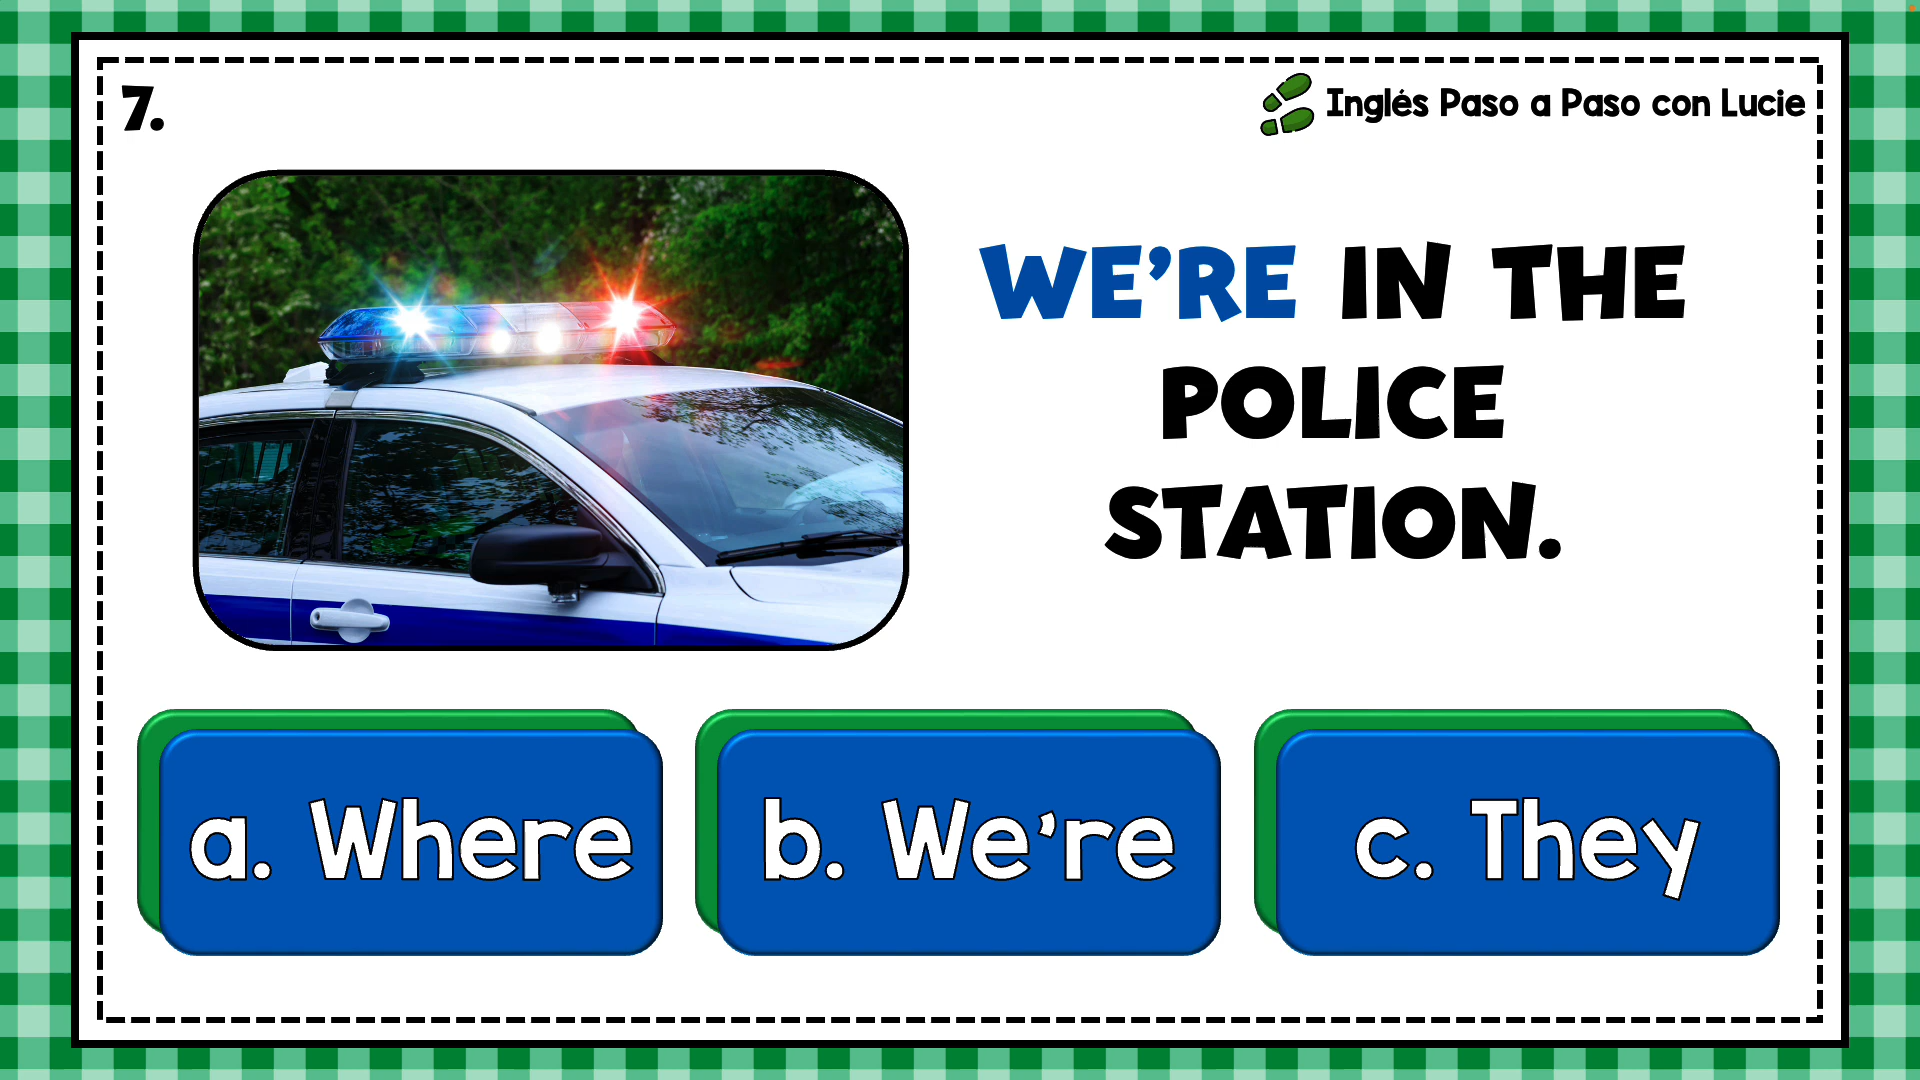 7.
Inglés Paso a Paso con Lucie
WE'RE IN THE
POLICE
STATION.
a. Where
b. We're
c. They